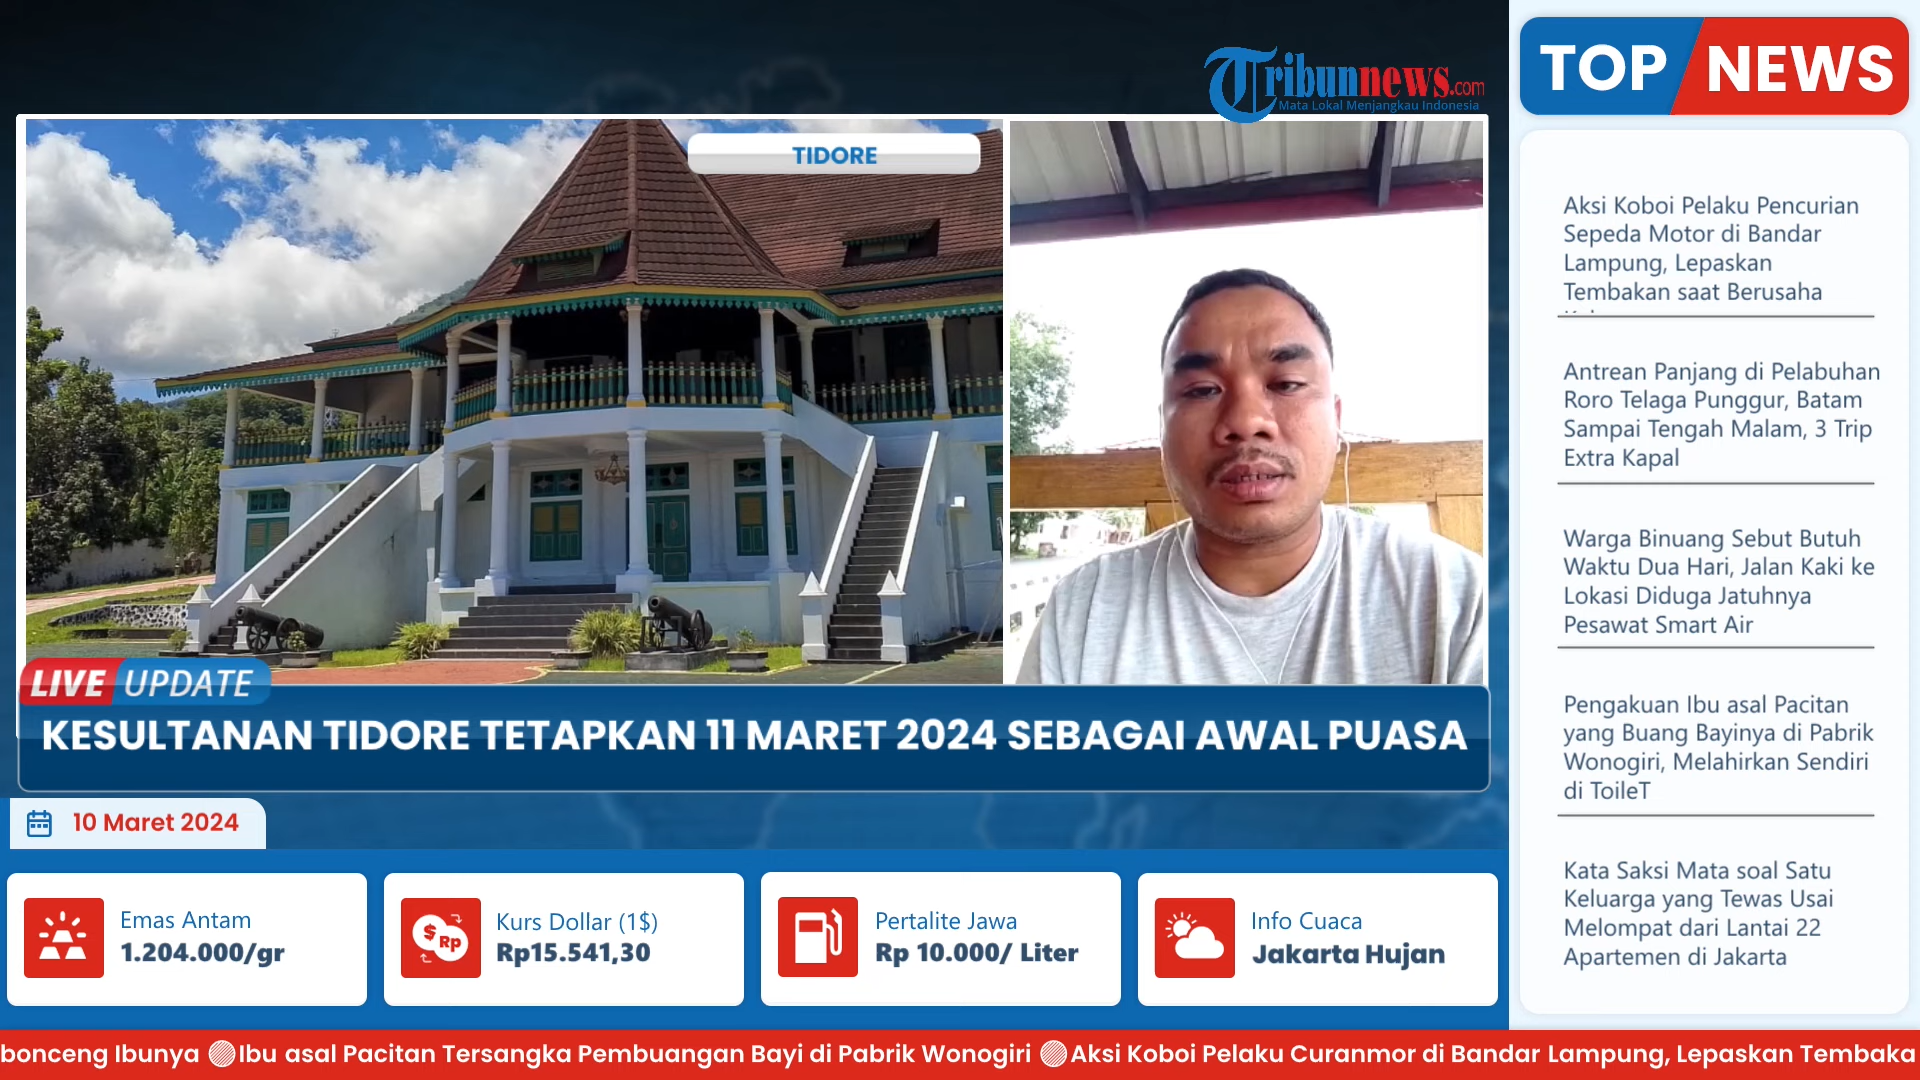 Tribunnews.com
Mata Lokal Menjangkau Indonesia
TOP NEWS
TIDORE
Aksi Koboi Pelaku Pencurian
Sepeda Motor di Bandar
Lampung, Lepaskan
Tembakan saat Berusaha
Antrean Panjang di Pelabuhan
Roro Telaga Punggur, Batam
Sampai Tengah Malam, 3 Trip
Extra Kapal
Warga Binuang Sebut Butuh
Waktu Dua Hari, Jalan Kaki ke
Lokasi Diduga Jatuhnya
Pesawat Smart Air
Pengakuan Ibu asal Pacitan
yang Buang Bayinya di Pabrik
Wonogiri, Melahirkan Sendiri
di ToileT
Kata Saksi Mata soal Satu
Keluarga yang Tewas Usai
Melompat dari Lantai 22
Apartemen di Jakarta
LIVE UPDATE
KESULTANAN TIDORE TETAPKAN 11 MARET 2024 SEBAGAI AWAL PUASA
10 Maret 2024
Emas Antam
1.204.000/gr
Kurs Dollar (1$)
Rp15.541,30
Pertalite Jawa
Rp 10.000/ Liter
Info Cuaca
Jakarta Hujan
$ Rp
bonceng Ibunya Ibu asal Pacitan Tersangka Pembuangan Bayi di Pabrik Wonogiri Aksi Koboi Pelaku Curanmor di Bandar Lampung, Lepaskan Tembaka